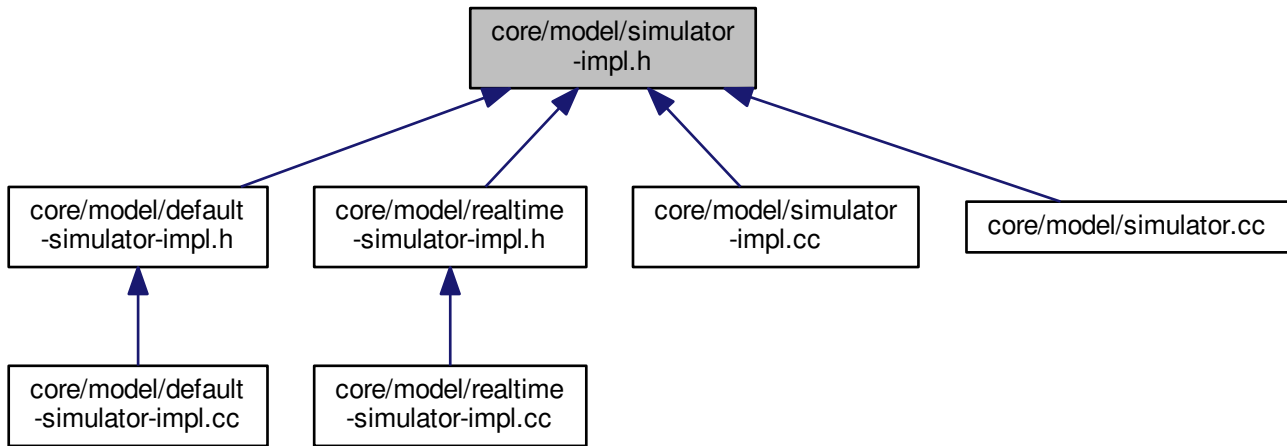 core/model/simulator
-impl.h
core/model/default
-simulator-impl.h
core/model/realtime
-simulator-impl.h
core/model/simulator
-impl.cc
core/model/simulator.cc
core/model/default
-simulator-impl.cc
core/model/realtime
-simulator-impl.cc